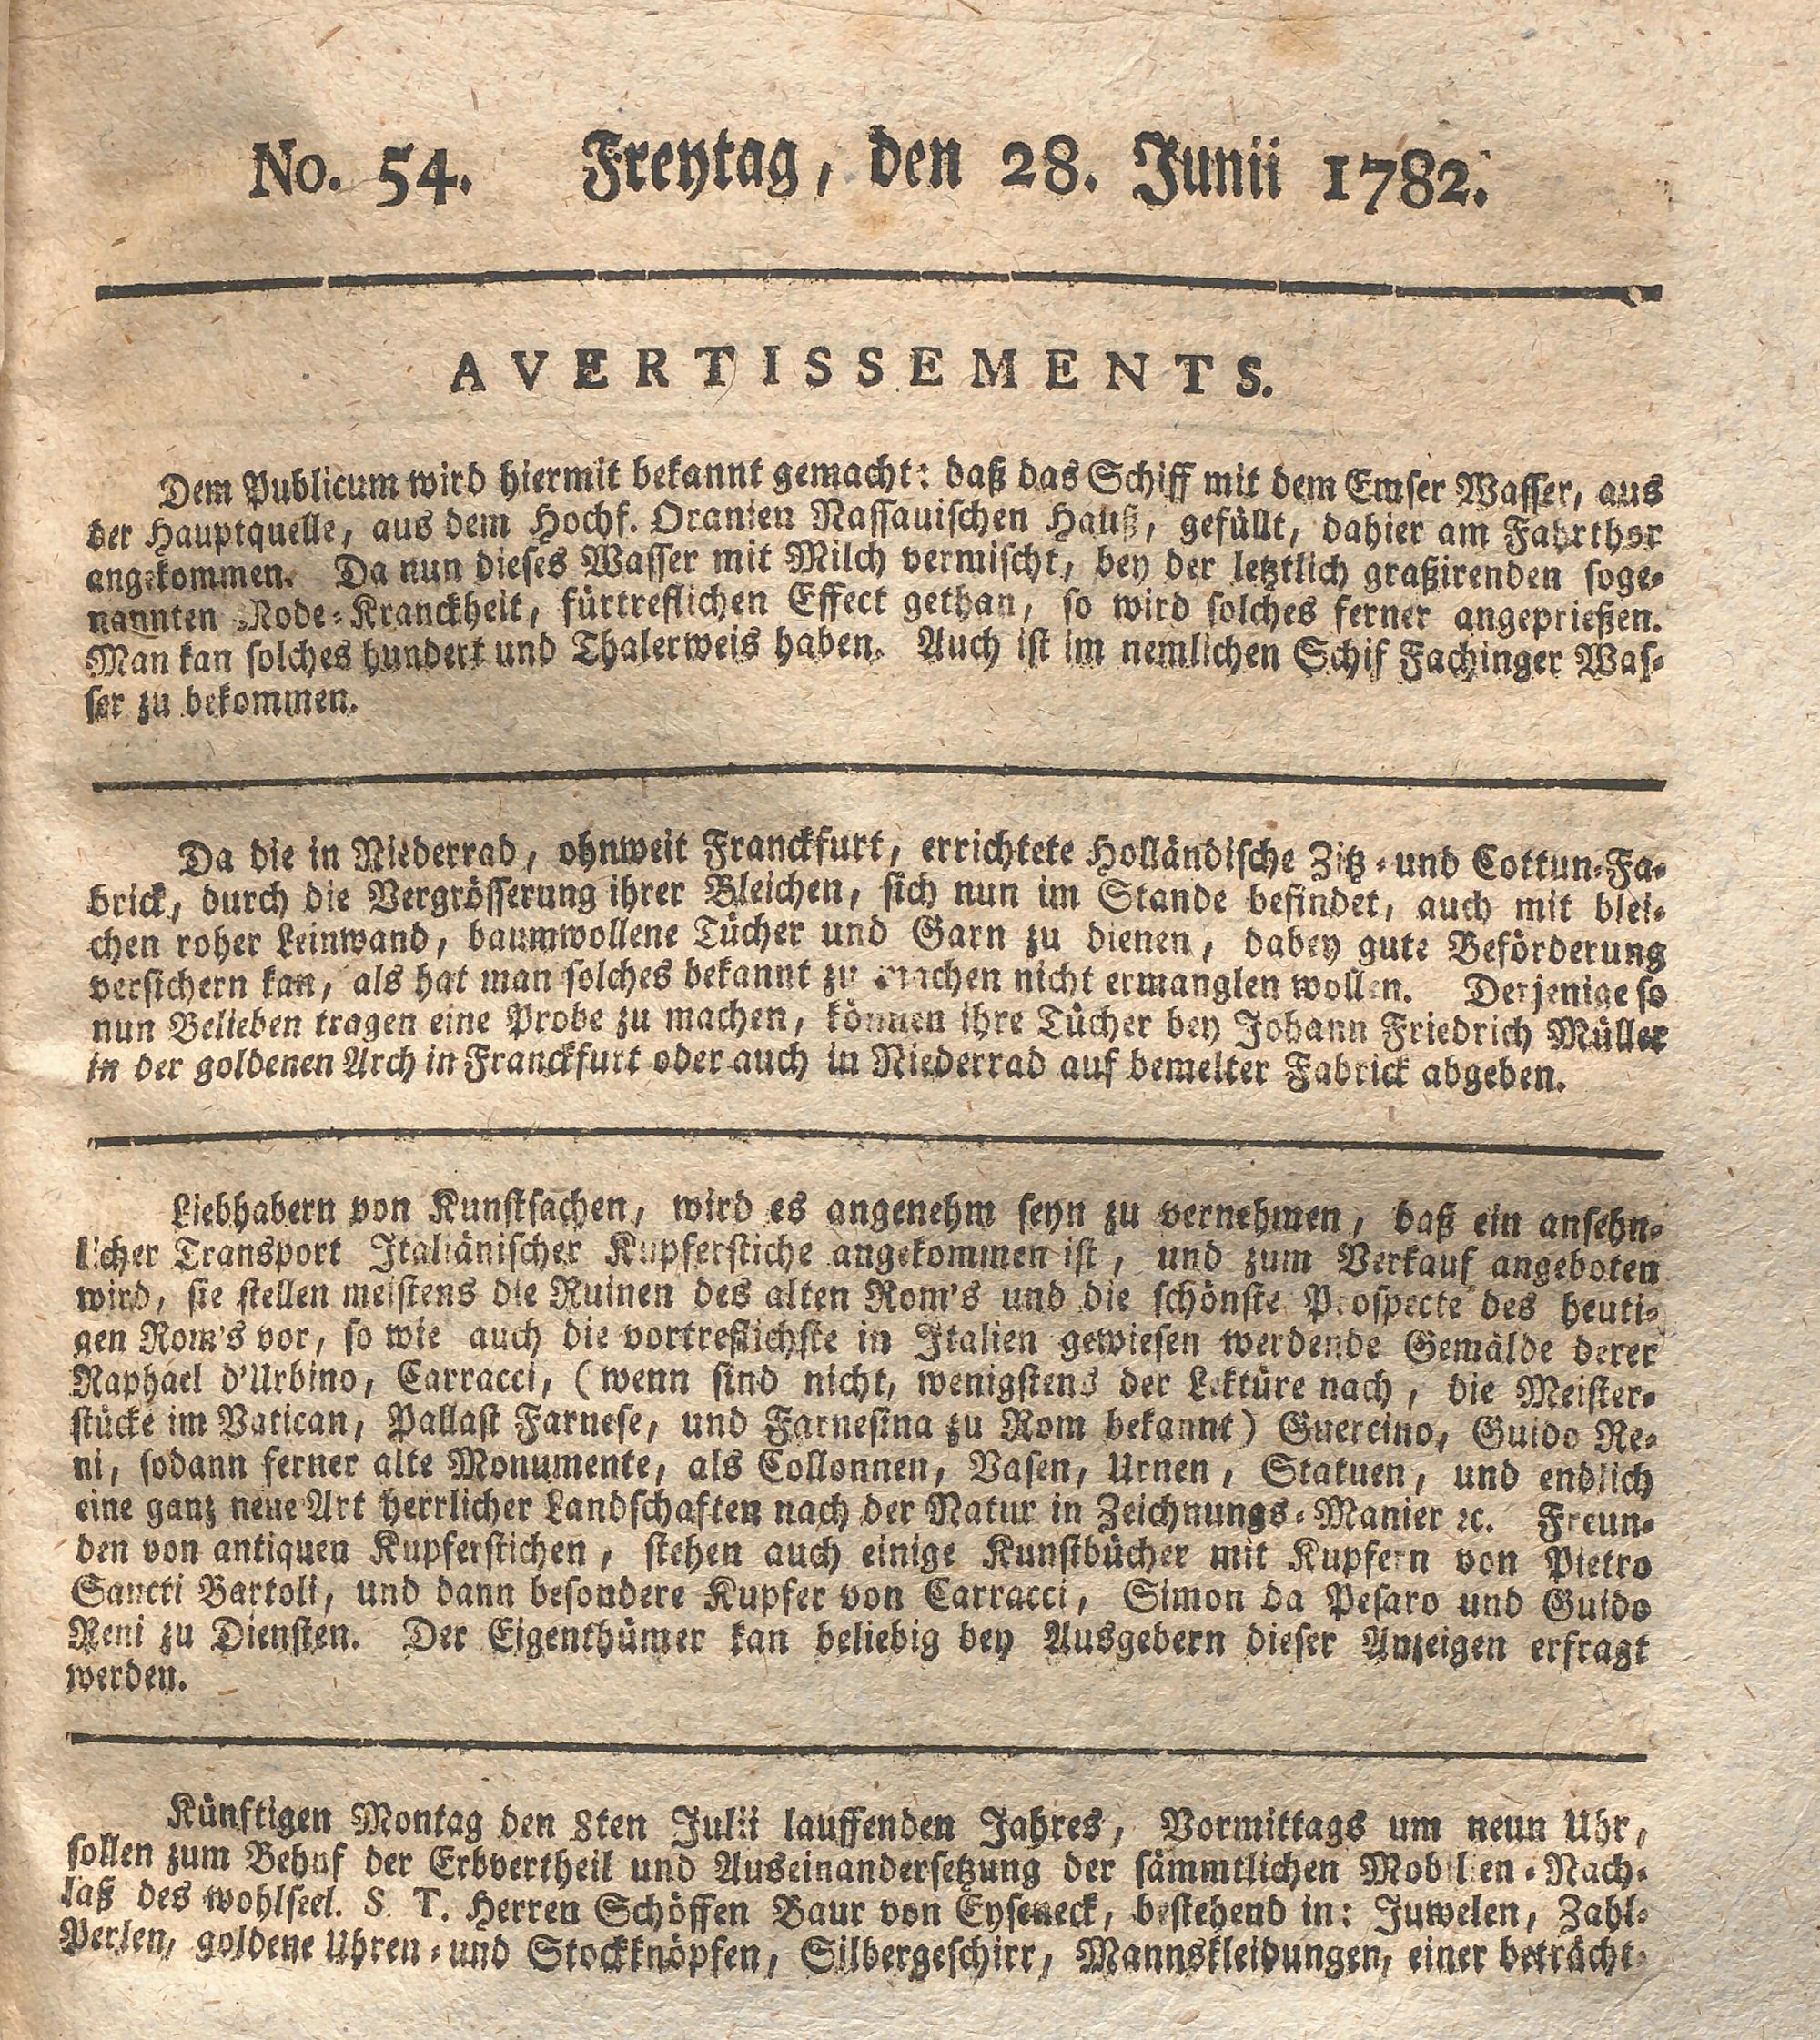 No. 54. Freytag, den 28. Junii 1782.
AVERTISSEMENTS.
Dem Publicum wird hiermit bekannt gemacht: daß das Schiff mit dem Emser Wasser, aus
der Hauptquelle, aus dem Hochf. Oranien Nassauischen Hauß, gefüllt, dahier am Fahrthor
angekommen. Da nun dieses Wasser mit Milch vermischt, bey der letztlich graßirenden soge-
nannten Mode-Kranckheit, fürtreflichen Effect gethan, so wird solches ferner angeprießen.
Man kan solches hundert und Thalerweis haben. Auch ist im nemlichen Schif Fachinger Was-
ser zu bekommen.
Da die in Niederrad, ohnweit Franckfurt, errichtete Holländische Zitz- und Cottun-Fa-
brick, durch die Vergrösserung ihrer Bleichen, sich nun im Stande befindet, auch mit blei-
chen roher Leinwand, baumwollene Tücher und Garn zu dienen, dabey gute Beförderung
versichern kan, als hat man solches bekannt zu machen nicht ermanglen wollen. Derjenige so
nun Belieben tragen eine Probe zu machen, können ihre Tücher bey Johann Friedrich Müller
in der goldenen Arch in Franckfurt oder auch in Niederrad auf bemelter Fabrick abgeben.
Liebhabern von Kunstsachen, wird es angenehm seyn zu vernehmen, daß ein ansehn-
licher Transport Italiänischer Kupferstiche angekommen ist, und zum Verkauf angeboten
wird, sie stellen meistens die Ruinen des alten Rom's und die schönste Prospecte des heuti-
gen Rom's vor, so wie auch die vortreflichste in Italien gewiesen werdende Gemälde derer
Raphael d'Urbino, Carracci, (wenn sind nicht, wenigstens der Lektüre nach, die Meister-
stücke im Vatican, Pallast Farnese, und Farnesina zu Rom bekannt) Guercino, Guido Re-
ni, sodann ferner alte Monumente, als Collonnen, Vasen, Urnen, Statuen, und endlich
eine ganz neue Art herrlicher Landschaften nach der Natur in Zeichnungs-Manier ꝛc. Freun-
den von antiquen Kupferstichen, stehen auch einige Kunstbücher mit Kupfern von Pietro
Sancti Bartoli, und dann besondere Kupfer von Carracci, Simon da Pesaro und Guido
Reni zu Diensten. Der Eigenthümer kan beliebig bey Ausgebern dieser Anzeigen erfragt
werden.
Künftigen Montag den 8ten Julii lauffenden Jahres, Vormittags um neun Uhr,
sollen zum Behuf der Erbvertheil und Auseinandersetzung der sämmtlichen Mobilien-Nach-
laß des wohlseel. S. T. Herren Schöffen Baur von Eyseneck, bestehend in: Juwelen, Zahl-
Perlen, goldene Uhren- und Stockknöpfen, Silbergeschirr, Mannskleidungen, einer beträcht-